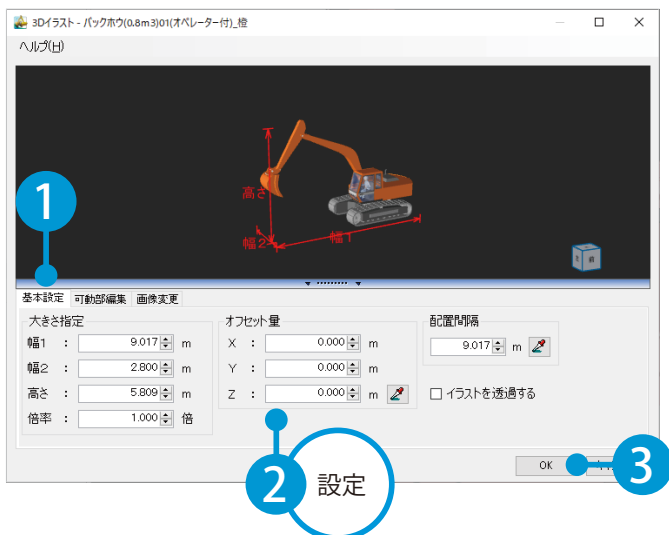 3Dイラスト - バックホウ(0.8m3)01(オペレーター付)_橙
ヘルプ(H)
高さ
幅2
幅1
前
1
基本設定 可動部編集 画像変更
大きさ指定 オフセット量 配置間隔
幅1 : 9.017 m X : 0.000 m 9.017 m
幅2 : 2.800 m Y : 0.000 m
高さ : 5.809 m Z : 0.000 m イラストを透過する
倍率 : 1.000 倍
2 設定
OK
3